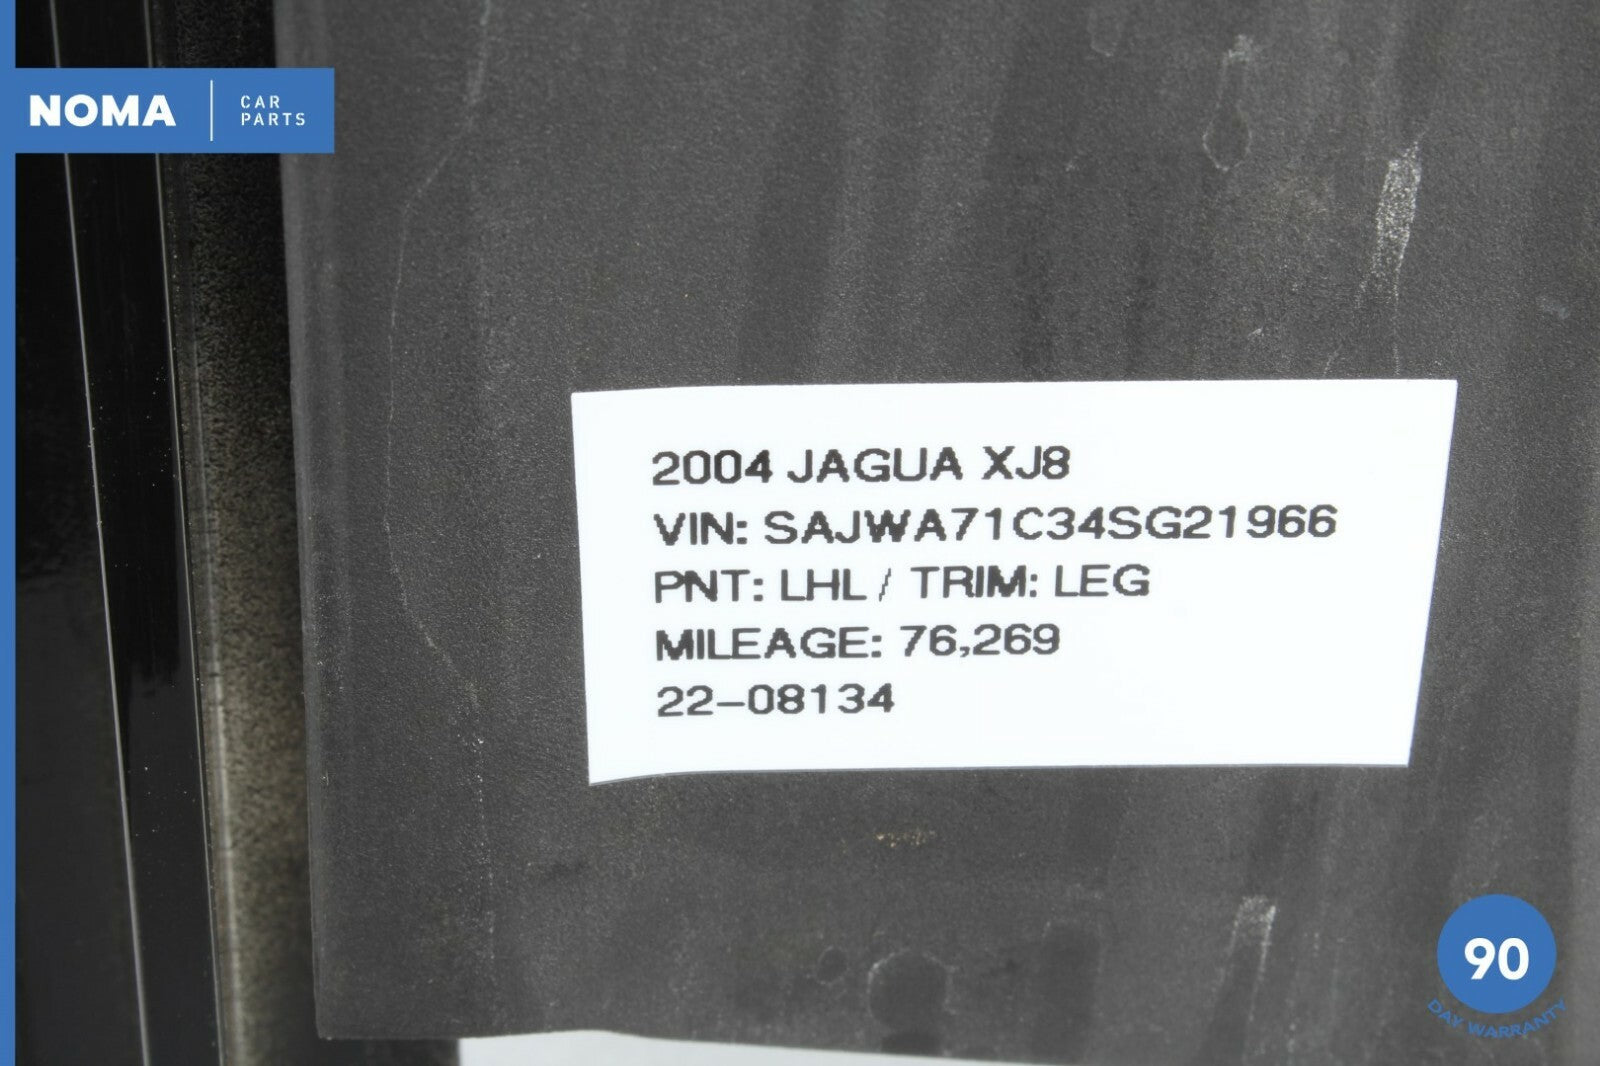 NOMA
CAR
PARTS
2004 JAGUA XJ8
VIN: SAJWA71C34SG21966
PNT: LHL / TRIM: LEG
MILEAGE: 76,269
22-08134
90
DAY WARRANTY